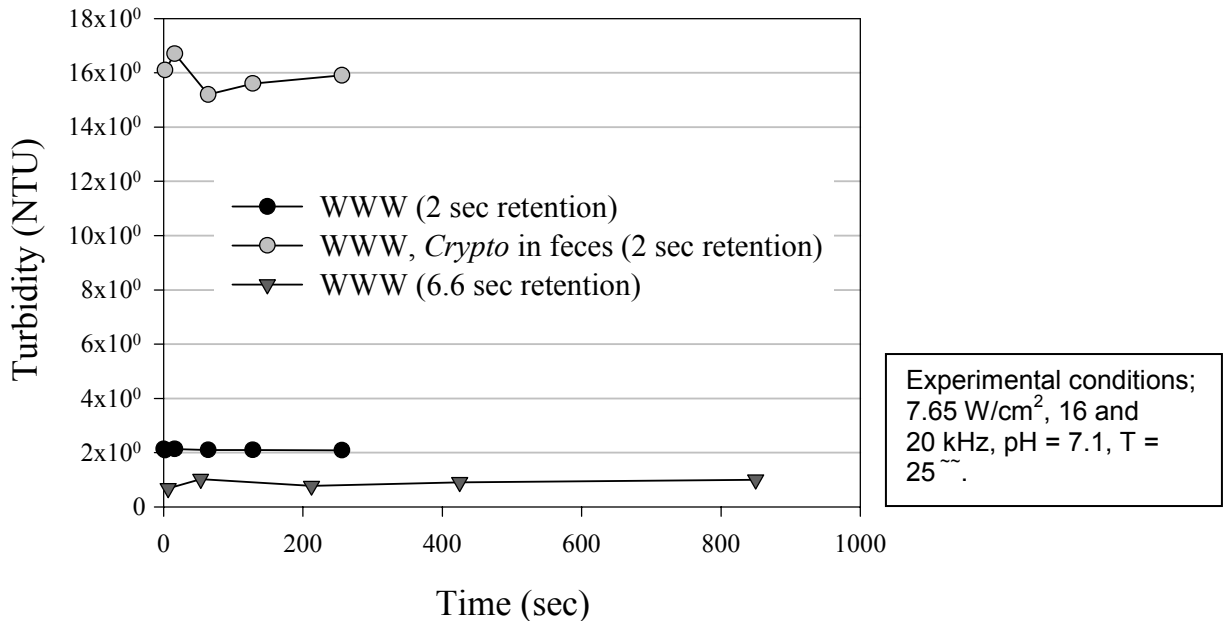 18x10⁰
16x10⁰
14x10⁰
12x10⁰
10x10⁰
8x10⁰
6x10⁰
4x10⁰
2x10⁰
0
Turbidity (NTU)
WWW (2 sec retention)
WWW, Crypto in feces (2 sec retention)
WWW (6.6 sec retention)
0 200 400 600 800 1000
Time (sec)
Experimental conditions;
7.65 W/cm², 16 and
20 kHz, pH = 7.1, T =
25 ˜˜.